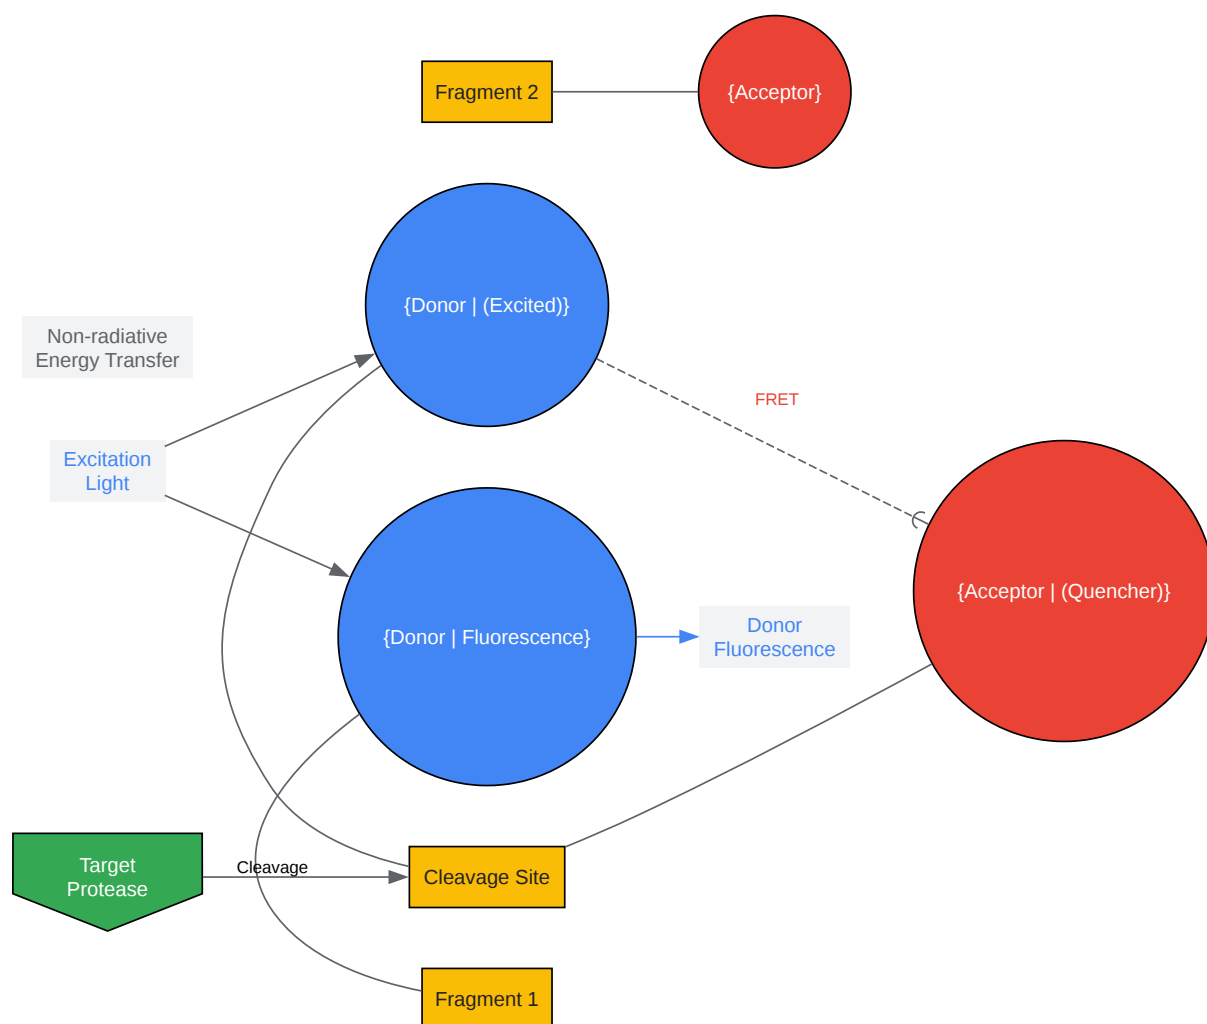 Fragment 2
{Acceptor}
{Donor | (Excited)}
Non-radiative
Energy Transfer
FRET
Excitation
Light
{Acceptor | (Quencher)}
{Donor | Fluorescence}
Donor
Fluorescence
Target
Protease
Cleavage
Cleavage Site
Fragment 1